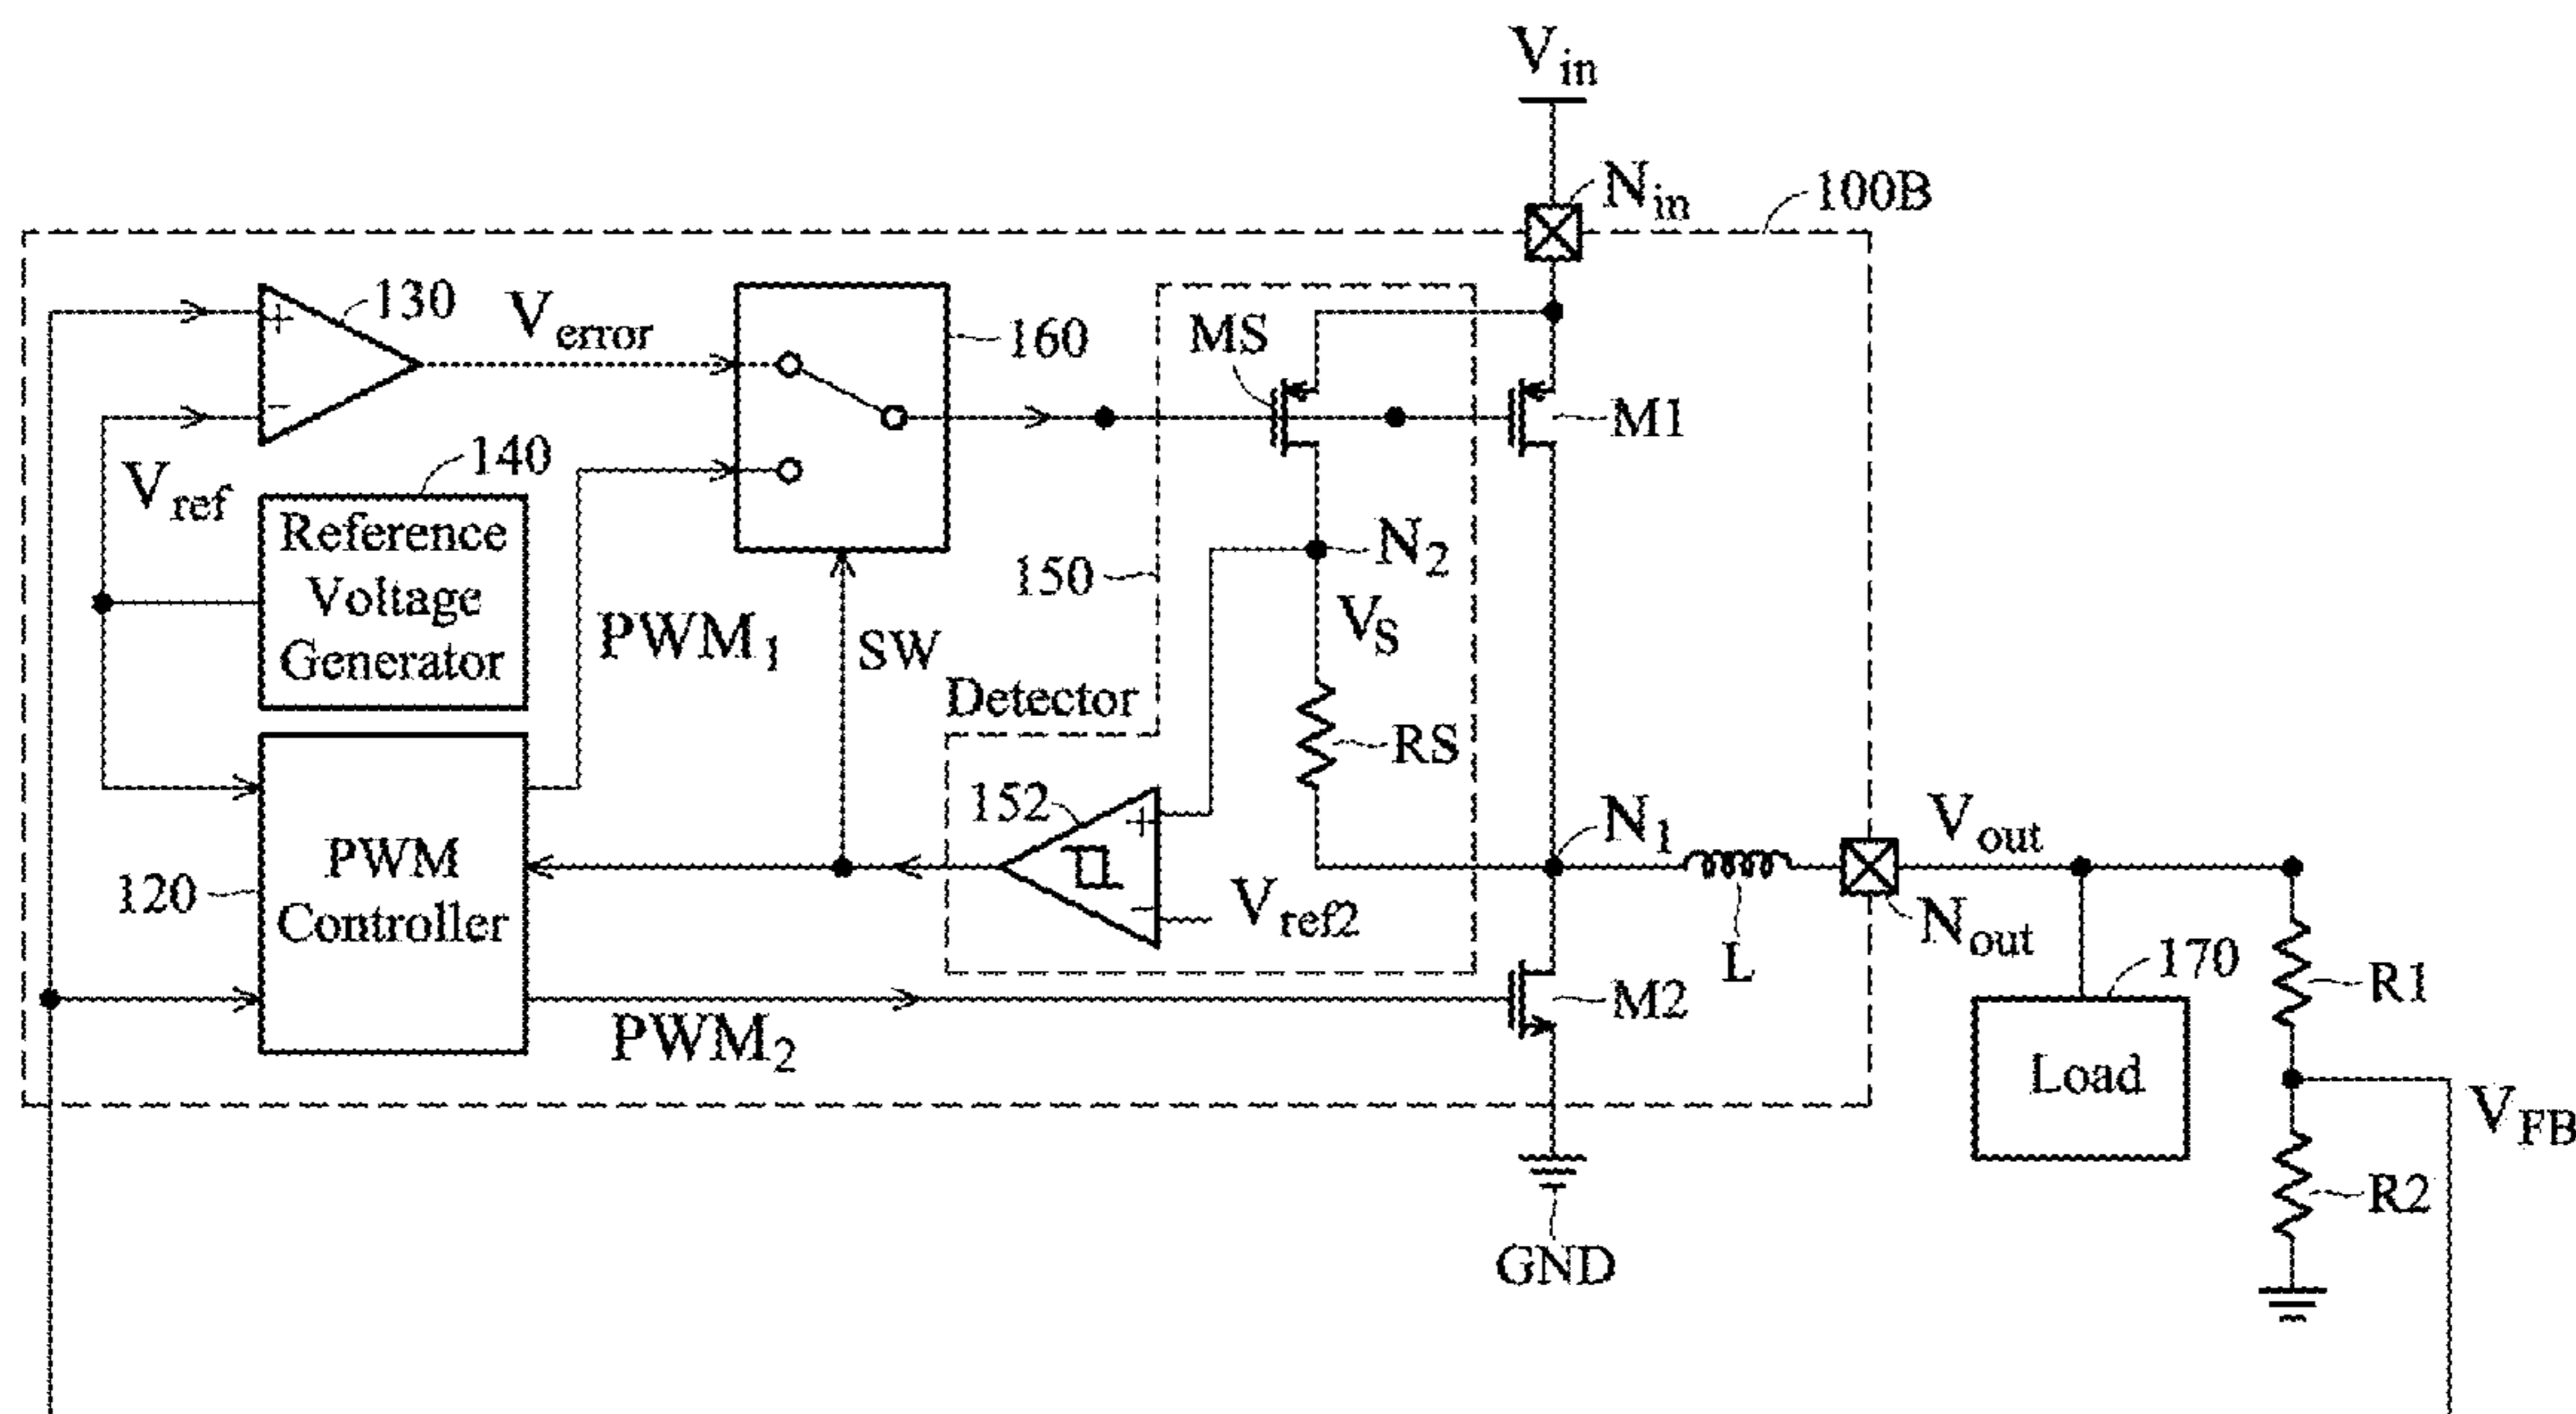 Vin
Nin
100B
130
Verror
160
MS
M1
Vref
140
Reference
Voltage
Generator
PWM1
SW
150
N2
VS
Detector
RS
152
N1
Vout
Nout
120
PWM
Controller
Vref2
L
170
R1
M2
PWM2
Load
VFB
R2
GND
+
−
+
−